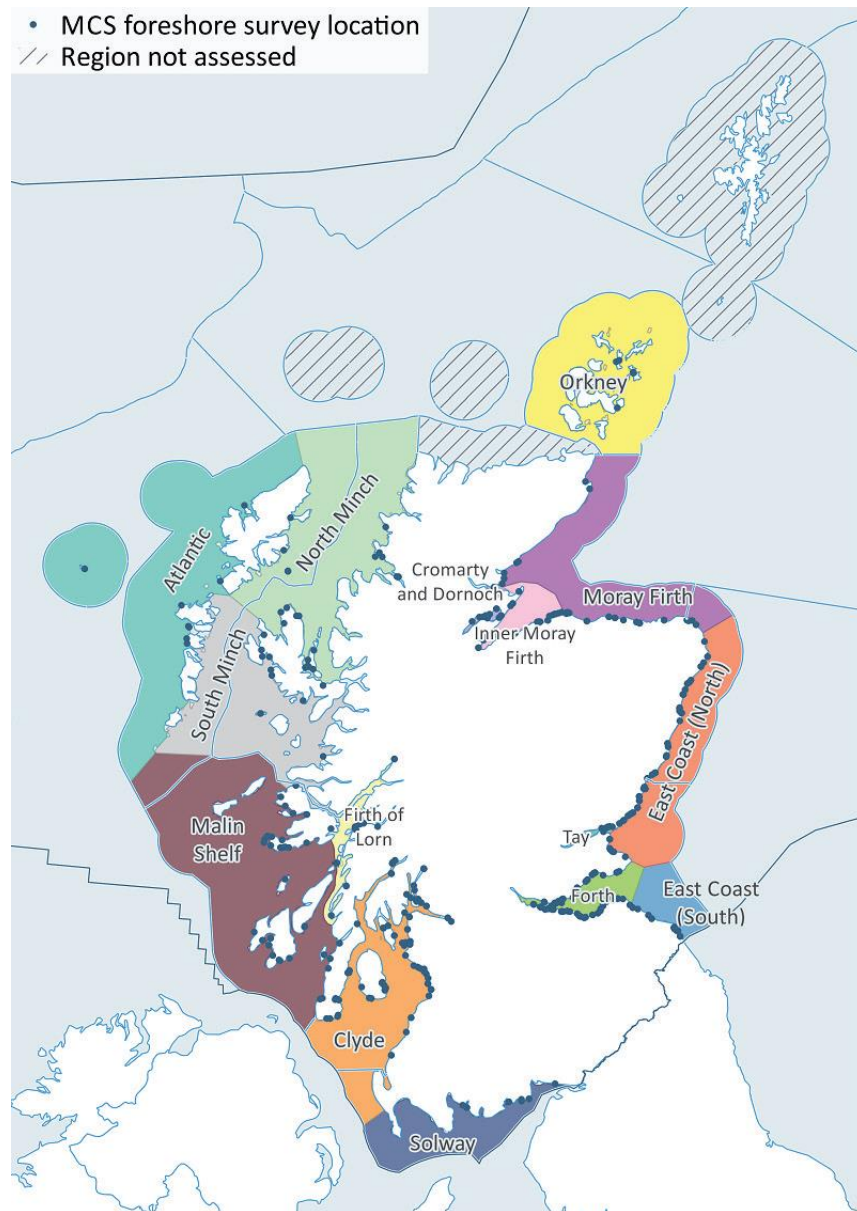 MCS foreshore survey location
Region not assessed
Orkney
North Minch
Atlantic
Cromarty
and Dornoch
Moray Firth
Inner Moray
Firth
South Minch
East Coast (North)
Malin
Shelf
Firth of
Lorn
Tay
Forth
East Coast
(South)
Clyde
Solway